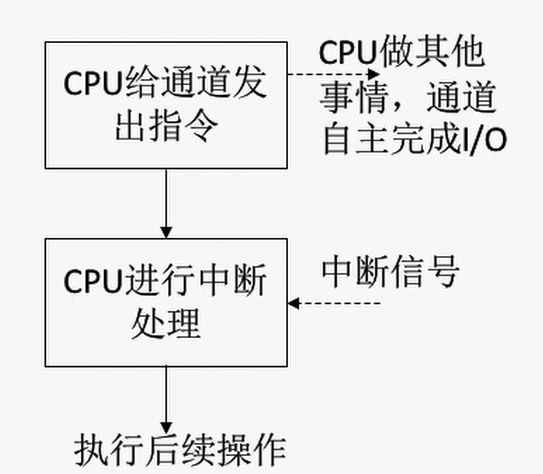 CPU给通道发
出指令
CPU做其他
事情，通道
自主完成I/O
CPU进行中断
处理
中断信号
执行后续操作